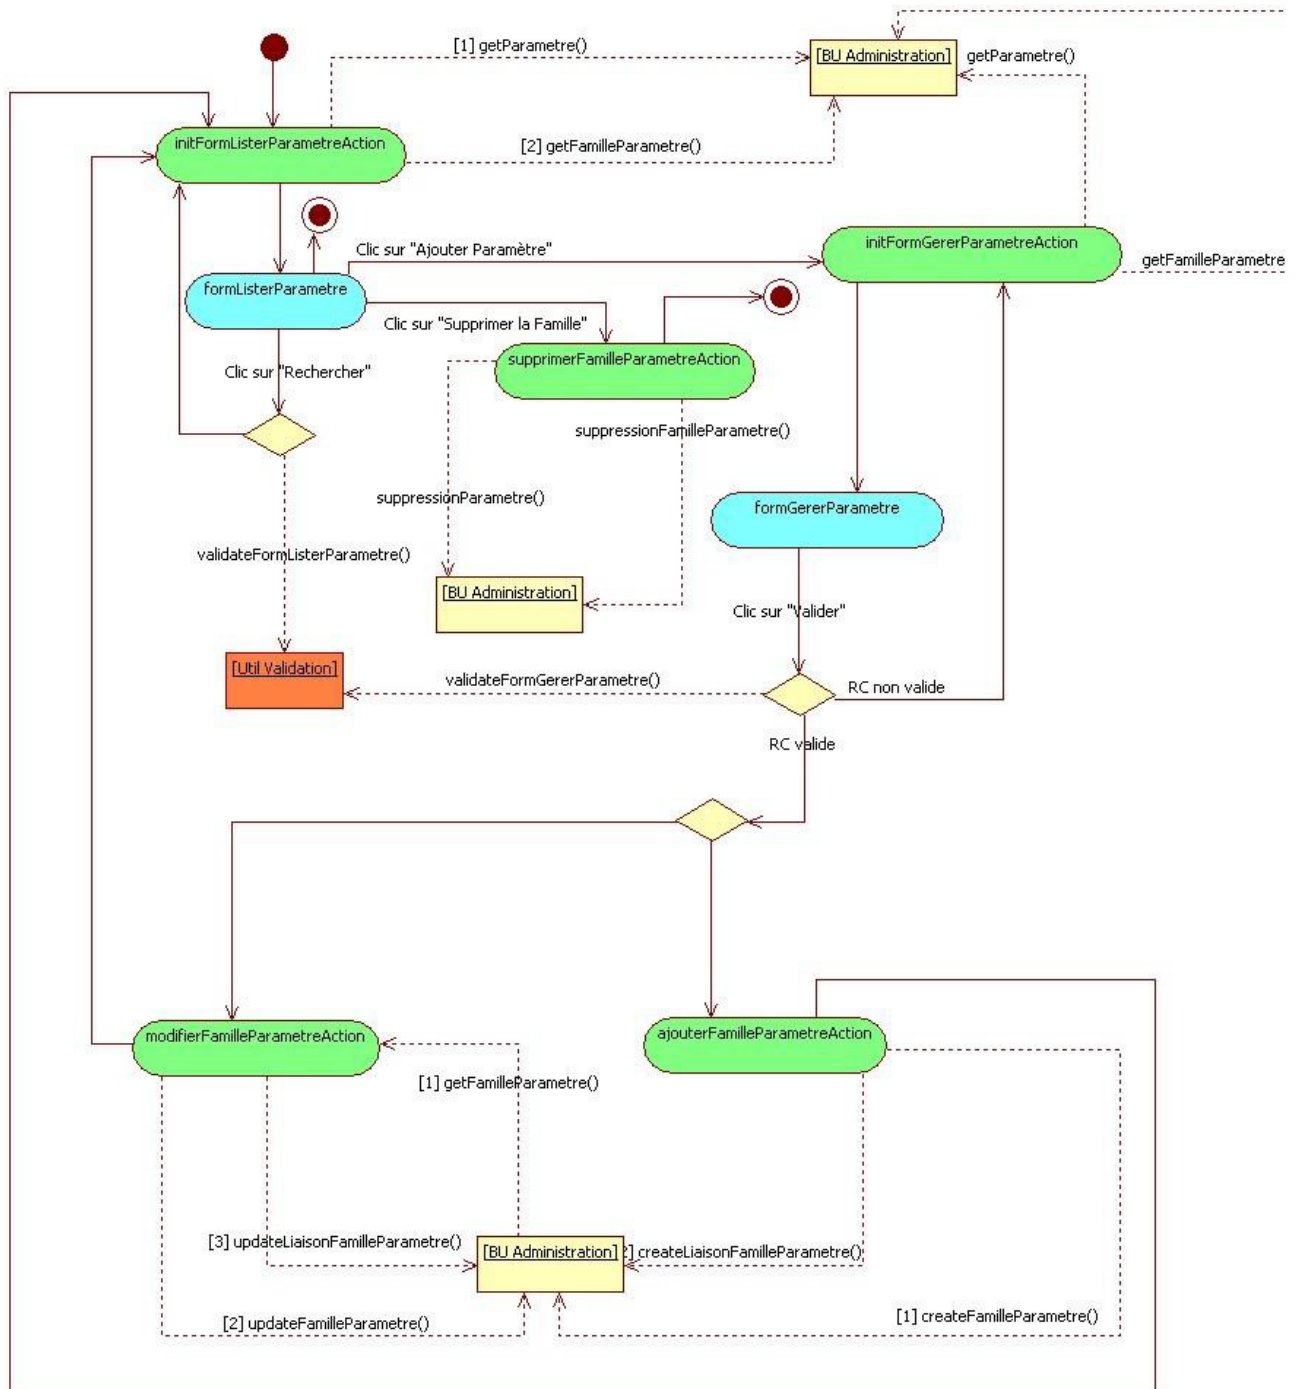 [1] getParametre()
[BU Administration]
getParametre()
initFormListerParametreAction
[2] getFamilleParametre()
Clic sur "Ajouter Paramètre"
initFormGererParametreAction
getFamilleParametre
formListerParametre
Clic sur "Supprimer la Famille"
supprimerFamilleParametreAction
Clic sur "Rechercher"
suppressionFamilleParametre()
suppressionParametre()
formGererParametre
validateFormListerParametre()
[BU Administration]
Clic sur "Valider"
[Util Validation]
validateFormGererParametre()
RC non valide
RC valide
modifierFamilleParametreAction
ajouterFamilleParametreAction
[1] getFamilleParametre()
[3] updateLiaisonFamilleParametre()
[BU Administration]
2] createLiaisonFamilleParametre()
[2] updateFamilleParametre()
[1] createFamilleParametre()